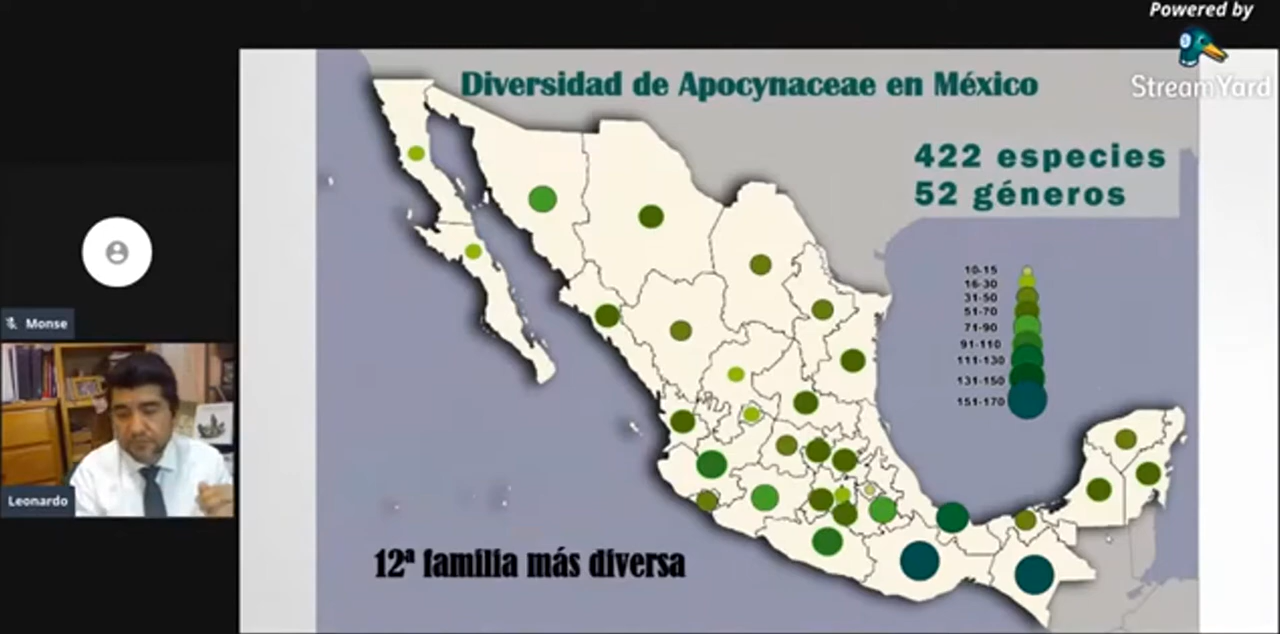 Powered by
StreamYard
Diversidad de Apocynaceae en México
422 especies
52 géneros
10-15
16-30
31-50
51-70
71-90
91-110
111-130
131-150
151-170
Monse
Leonardo
12ª familia más diversa